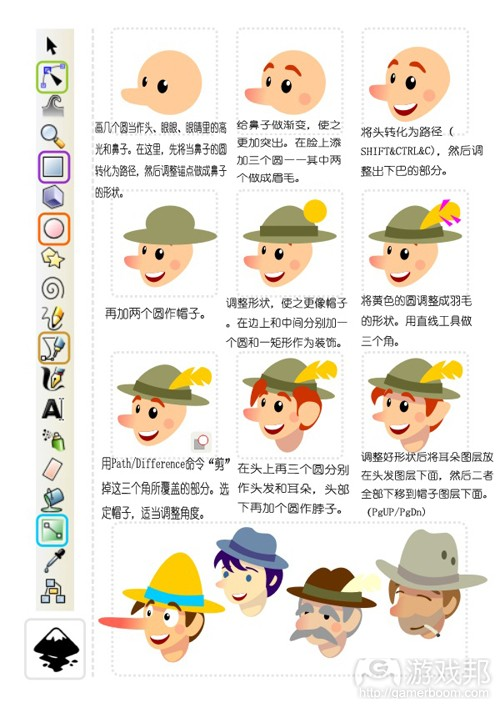 画几个圆当作头、眼眼、眼睛里的高
光和鼻子。在这里，先将当鼻子的圆
转化为路径，然后调整锚点做成鼻子
的形状。
给鼻子做渐变，使之
更加突出。在脸上添
加三个圆一一其中两
个做成眉毛。
将头转化为路径（
SHIFT&CTRL&C），然后调
整出下巴的部分。
再加两个圆作帽子。
调整形状，使之更像帽子
。在边上和中间分别加一
个圆和一矩形作为装饰。
将黄色的圆调整成羽毛
的形状。用直线工具做
三个角。
用Path/Difference命令“剪”
掉这三个角所覆盖的部分。选
定帽子，适当调整角度。
在头上再三个圆分别
作头发和耳朵，头部
下再加个圆作脖子。
调整好形状后将耳朵图层放
在头发图层下面，然后二者
全部下移到帽子图层下面。
（PgUP/PgDn）
A
游戏邦
http://gamerboom.com